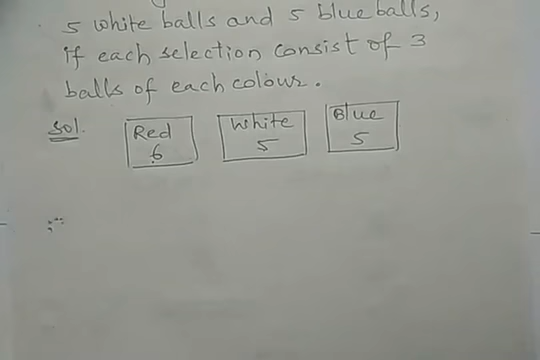 5 white balls and 5 blue balls,
if each selection consist of 3
balls of each colour.
Sol.
Red
6
White
5
Blue
5